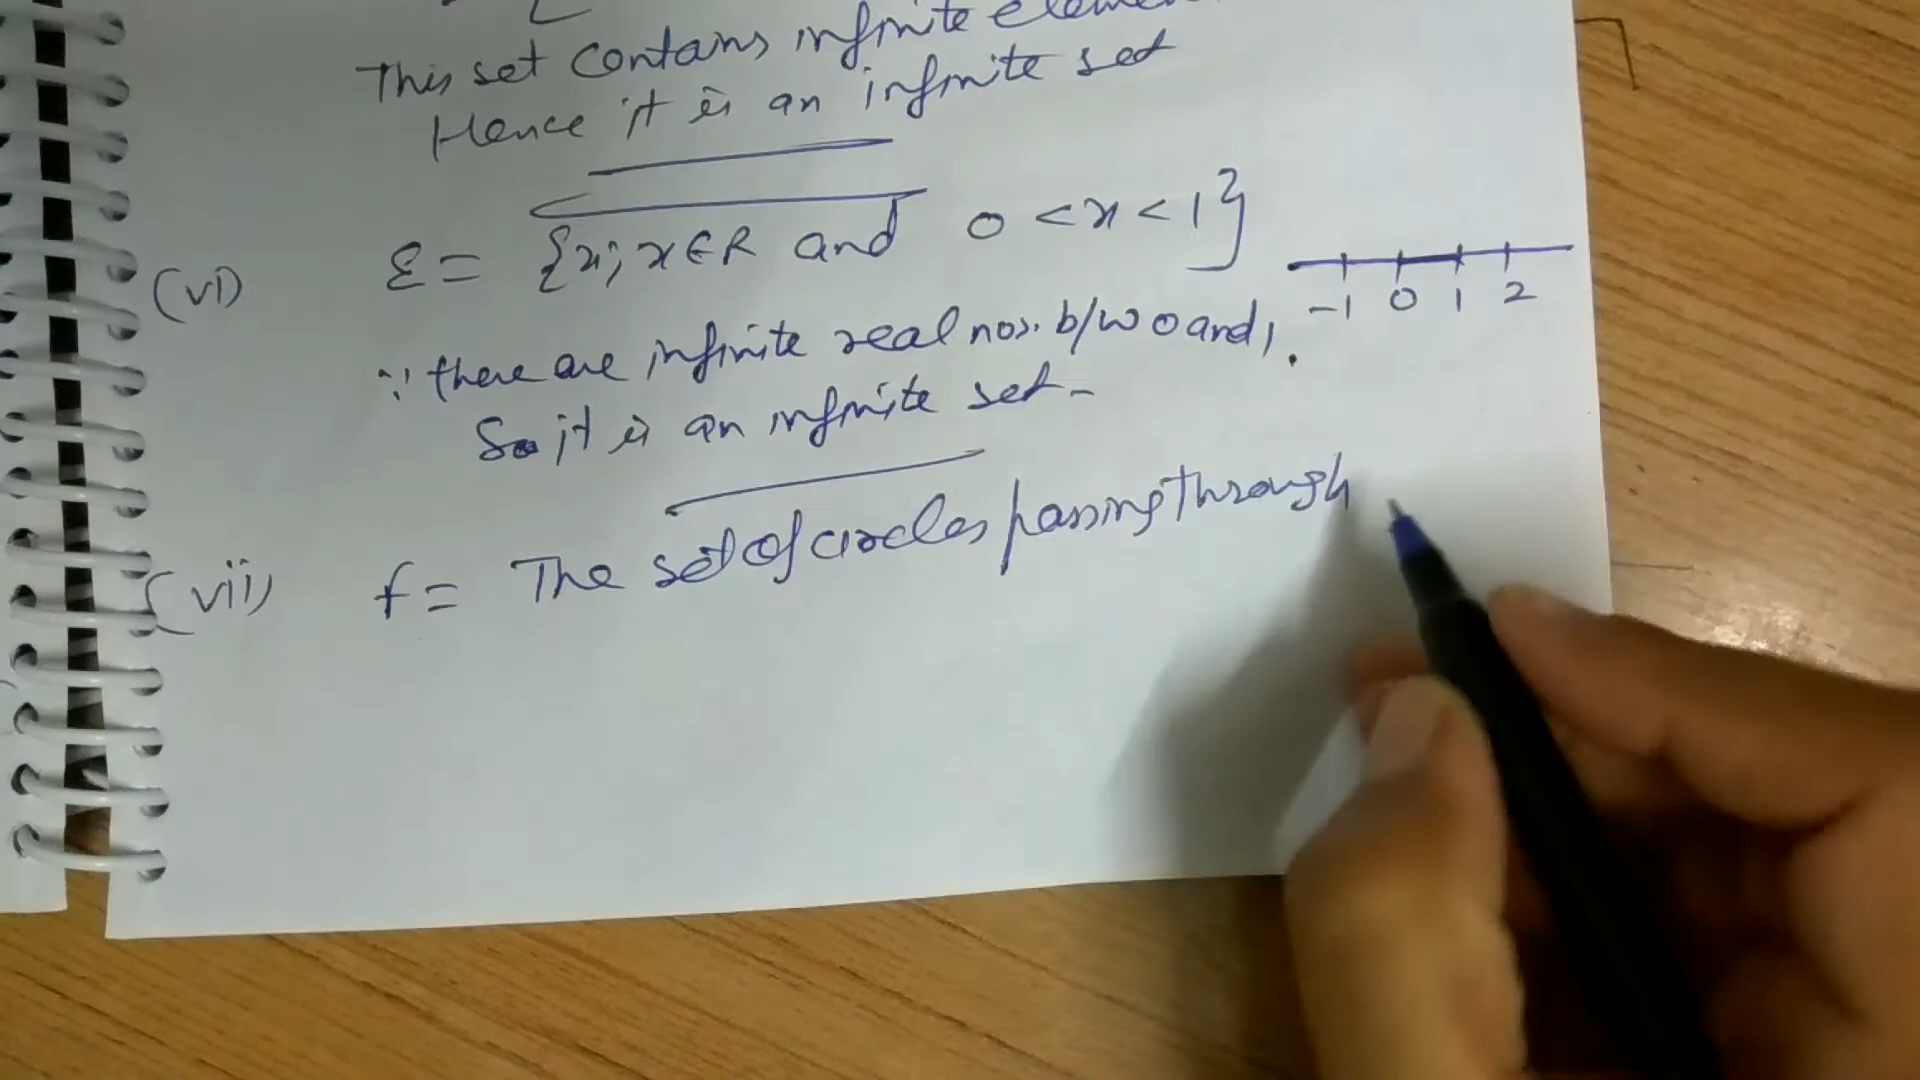 This set contains infinite
Hence it is an infinite set
(vi) E = {x; x∈R and 0 < x < 1}
-1 0 1 2
∵ there are infinite real nos. b/w 0 and 1.
So it is an infinite set-
(vii) f = The set of circles passing through